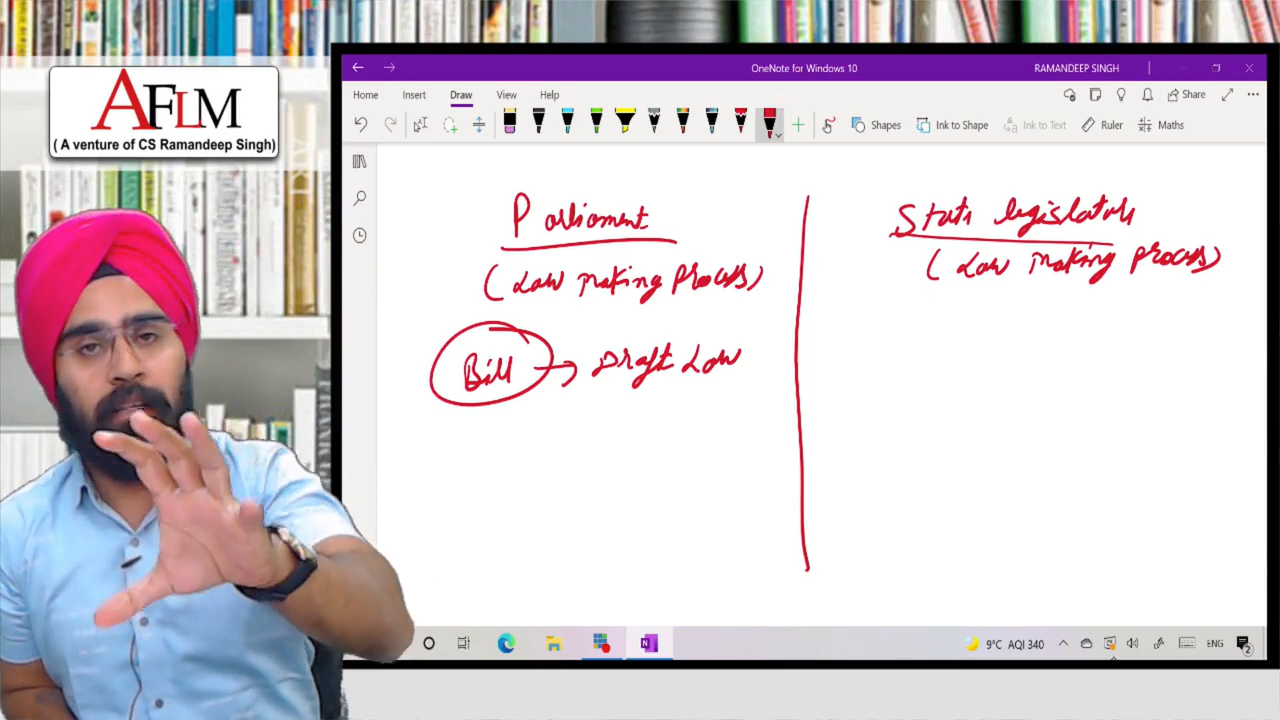 AFLM
( A venture of CS Ramandeep Singh)
OneNote for Windows 10
RAMANDEEP SINGH
Home Insert Draw View Help
Share
Shapes
Ink to Shape
Ink to Text
Ruler
Maths
Parliament
(Law making Process)
Bill → Draft Law
State legislature
(Law making process)
9°C AQI 340
ENG
2